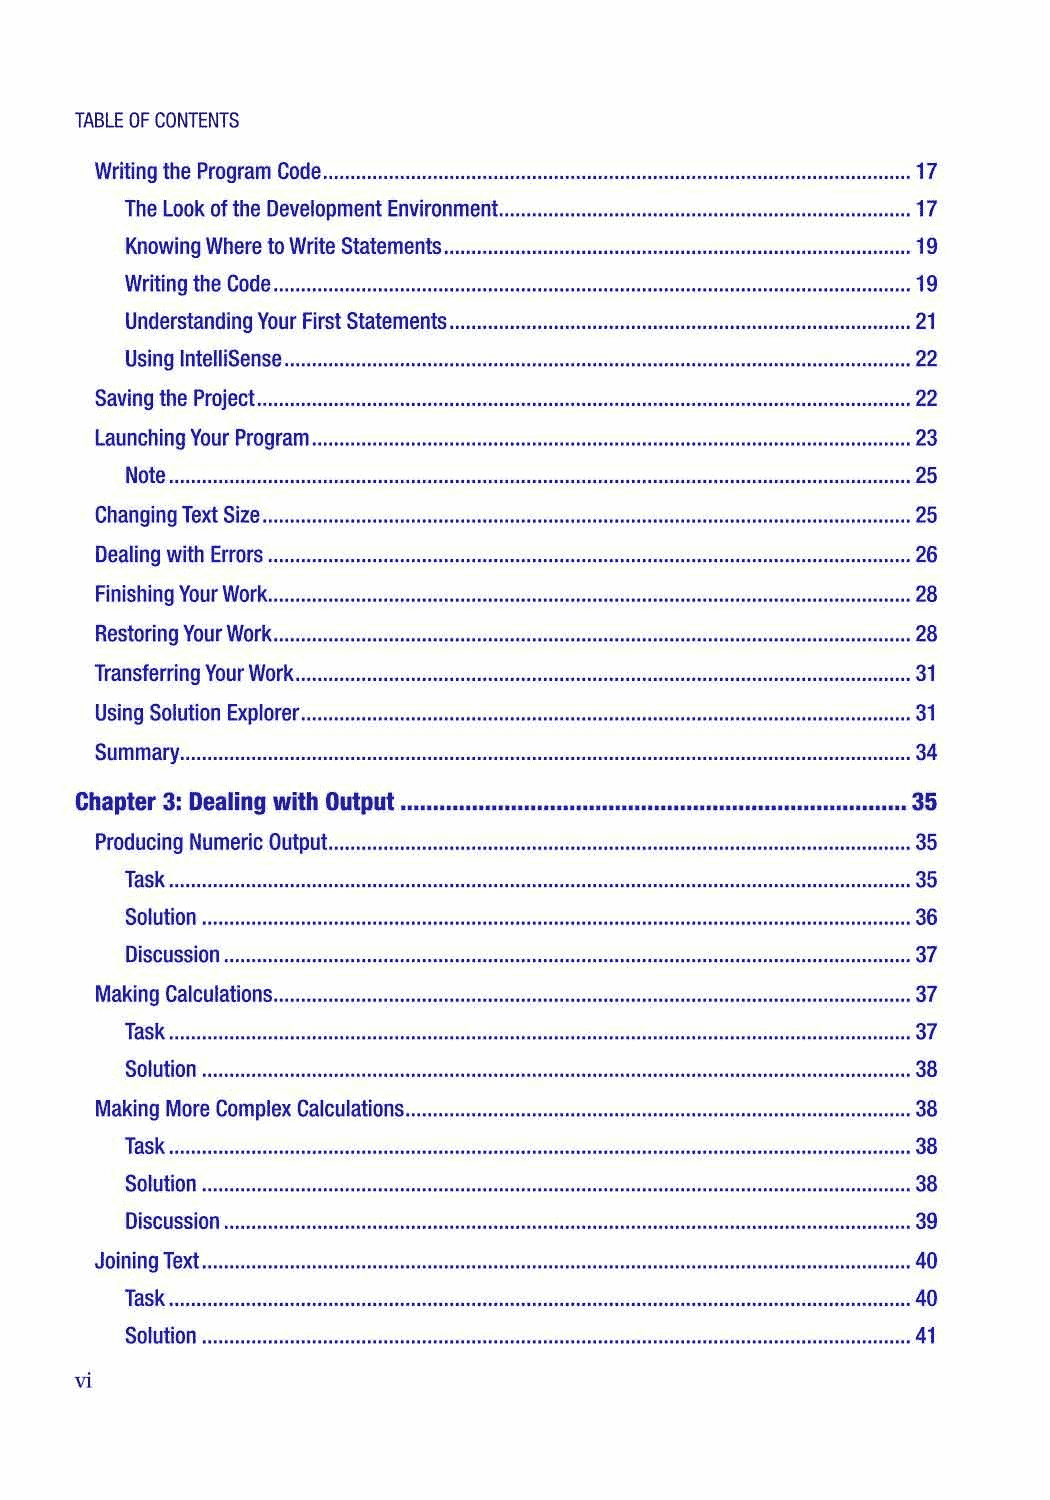 TABLE OF CONTENTS
Writing the Program Code.................... 17
The Look of the Development Environment.................... 17
Knowing Where to Write Statements.................... 19
Writing the Code.................... 19
Understanding Your First Statements.................... 21
Using IntelliSense.................... 22
Saving the Project.................... 22
Launching Your Program.................... 23
Note.................... 25
Changing Text Size.................... 25
Dealing with Errors.................... 26
Finishing Your Work.................... 28
Restoring Your Work.................... 28
Transferring Your Work.................... 31
Using Solution Explorer.................... 31
Summary.................... 34
Chapter 3: Dealing with Output.................... 35
Producing Numeric Output.................... 35
Task.................... 35
Solution.................... 36
Discussion.................... 37
Making Calculations.................... 37
Task.................... 37
Solution.................... 38
Making More Complex Calculations.................... 38
Task.................... 38
Solution.................... 38
Discussion.................... 39
Joining Text.................... 40
Task.................... 40
Solution.................... 41
vi